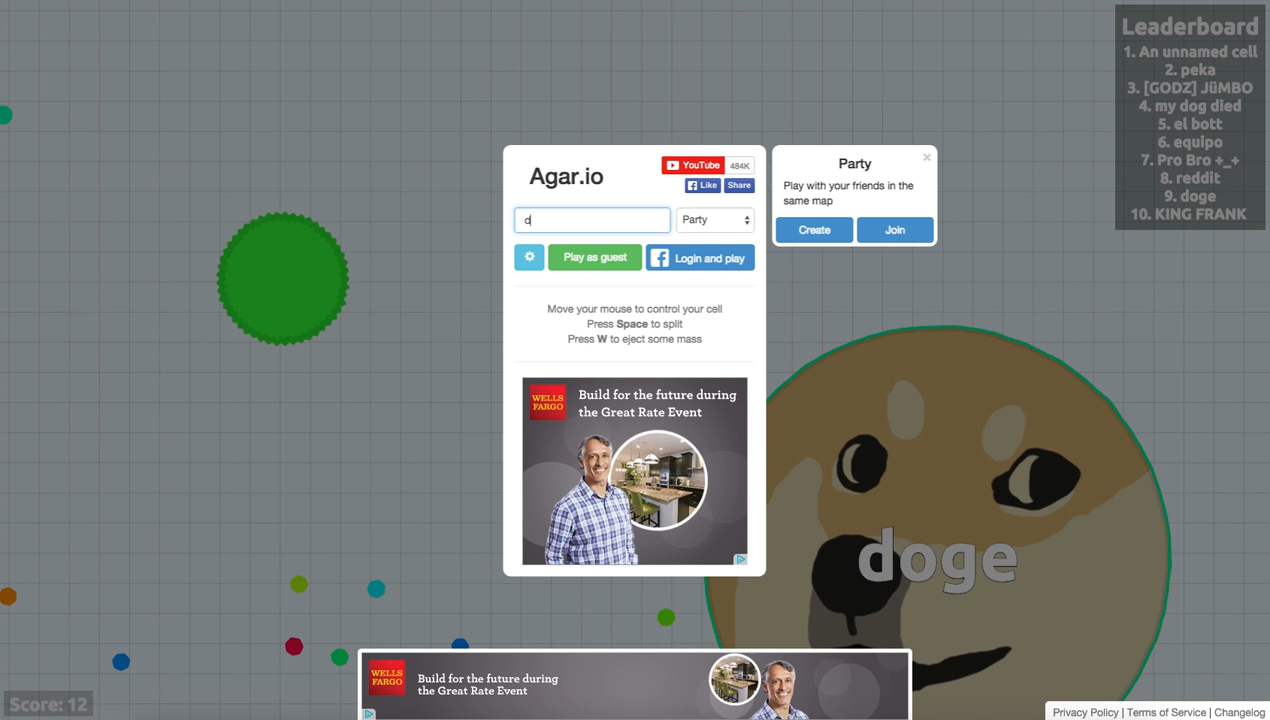 Leaderboard
1. An unnamed cell
2. peka
3. [GODZ] JüMBO
4. my dog died
5. el bott
6. equipo
7. Pro Bro +_+
8. reddit
9. doge
10. KING FRANK
Agar.io
YouTube 484K
Like Share
d
Party
Play as guest
Login and play
Move your mouse to control your cell
Press Space to split
Press W to eject some mass
Party
×
Play with your friends in the
same map
Create
Join
WELLS
FARGO
Build for the future during
the Great Rate Event
doge
WELLS
FARGO
Build for the future during
the Great Rate Event
Score: 12
Privacy Policy | Terms of Service | Changelog